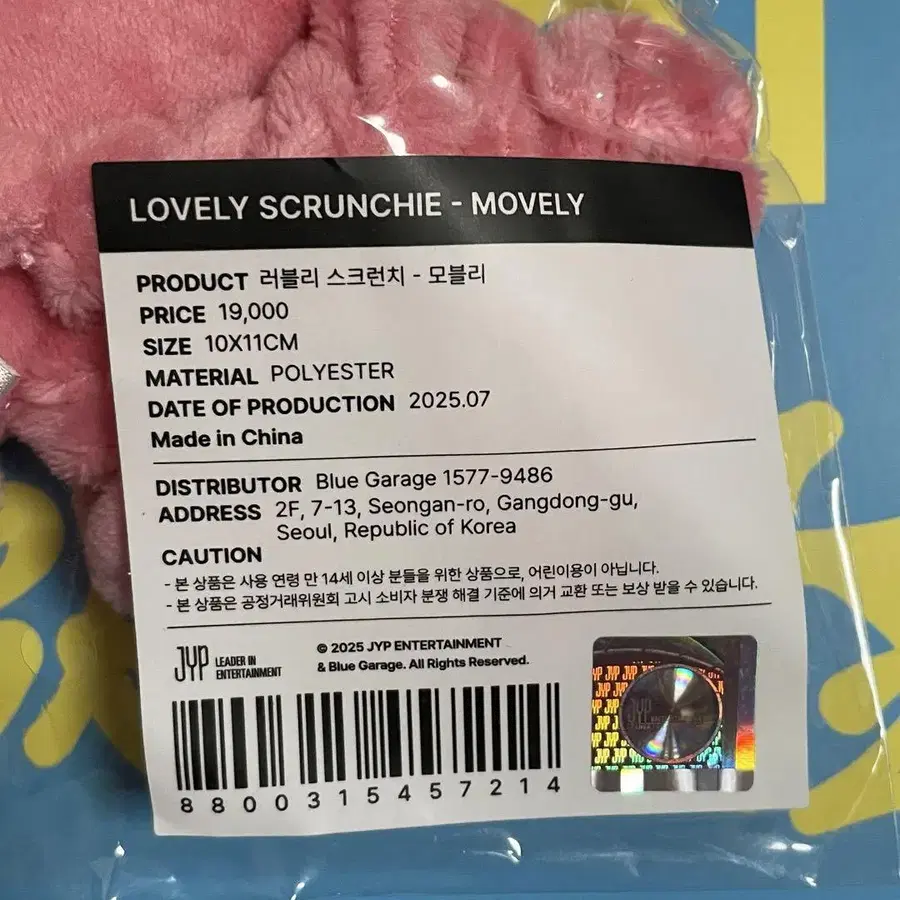 LOVELY SCRUNCHIE - MOVELY
PRODUCT 러블리 스크런치 - 모블리
PRICE 19,000
SIZE 10X11CM
MATERIAL POLYESTER
DATE OF PRODUCTION 2025.07
Made in China
DISTRIBUTOR Blue Garage 1577-9486
ADDRESS 2F, 7-13, Seongan-ro, Gangdong-gu,
Seoul, Republic of Korea
CAUTION
- 본 상품은 사용 연령 만 14세 이상 분들을 위한 상품으로, 어린이용이 아닙니다.
- 본 상품은 공정거래위원회 고시 소비자 분쟁 해결 기준에 의거 교환 또는 보상 받을 수 있습니다.
JYP LEADER IN
ENTERTAINMENT
© 2025 JYP ENTERTAINMENT
& Blue Garage. All Rights Reserved.
8800315457214
JYP JYP JYP